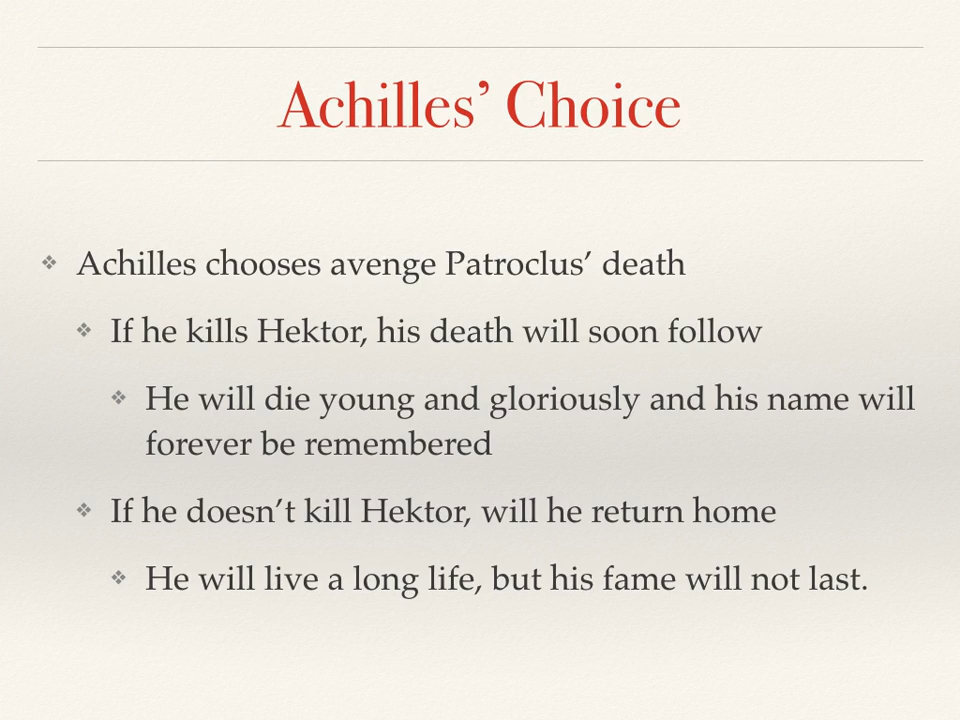 Achilles’ Choice
Achilles chooses avenge Patroclus’ death
If he kills Hektor, his death will soon follow
He will die young and gloriously and his name will
forever be remembered
If he doesn’t kill Hektor, will he return home
He will live a long life, but his fame will not last.